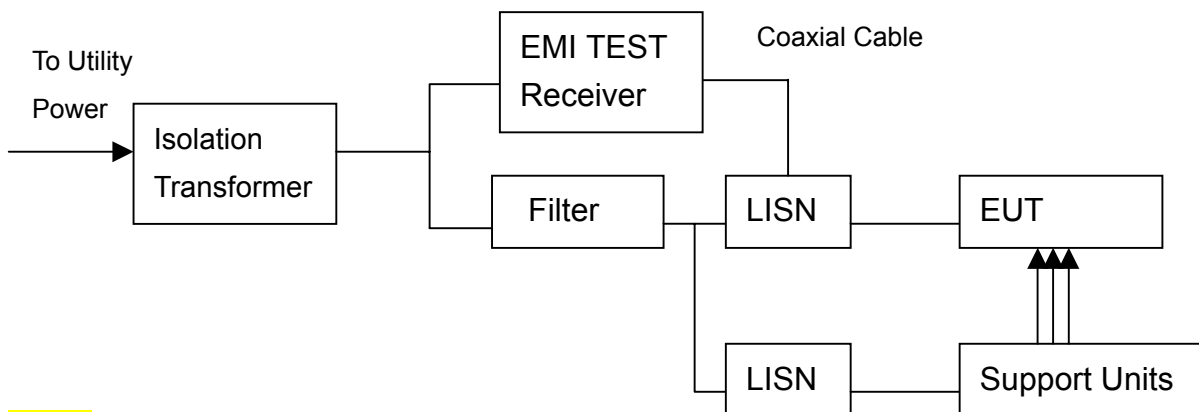 To Utility
Power
Isolation
Transformer
EMI TEST
Receiver
Coaxial Cable
Filter
LISN
EUT
LISN
Support Units